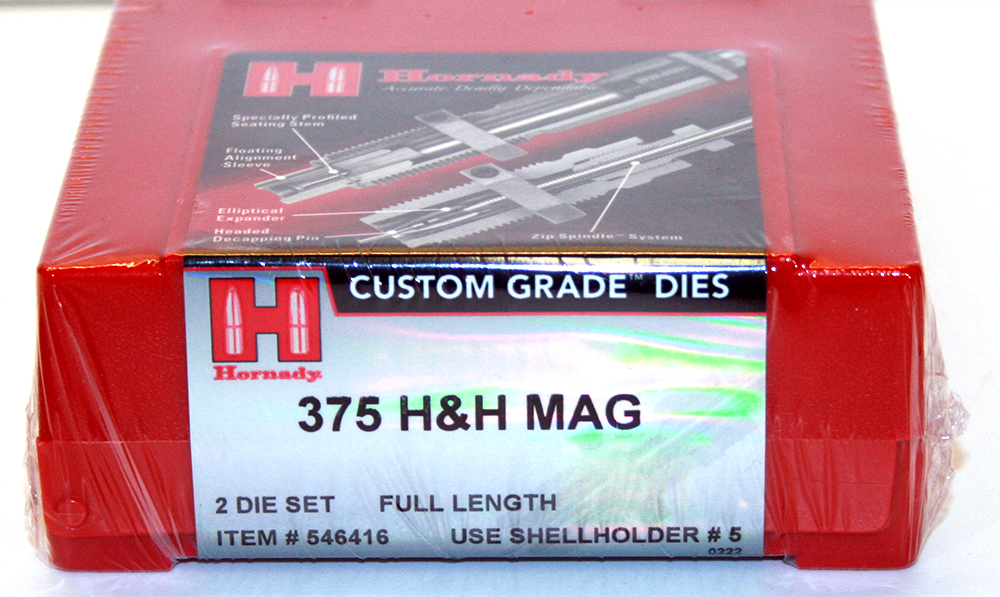 H Hornady
Accurate Deadly Dependable
Specially Profiled
Seating Stem
Floating
Alignment
Sleeve
Elliptical
Expander
Headed
Decapping Pin
Zip Spindle™ System
CUSTOM GRADE™ DIES
H
Hornady
375 H&H MAG
2 DIE SET FULL LENGTH
ITEM # 546416 USE SHELLHOLDER # 5
0222